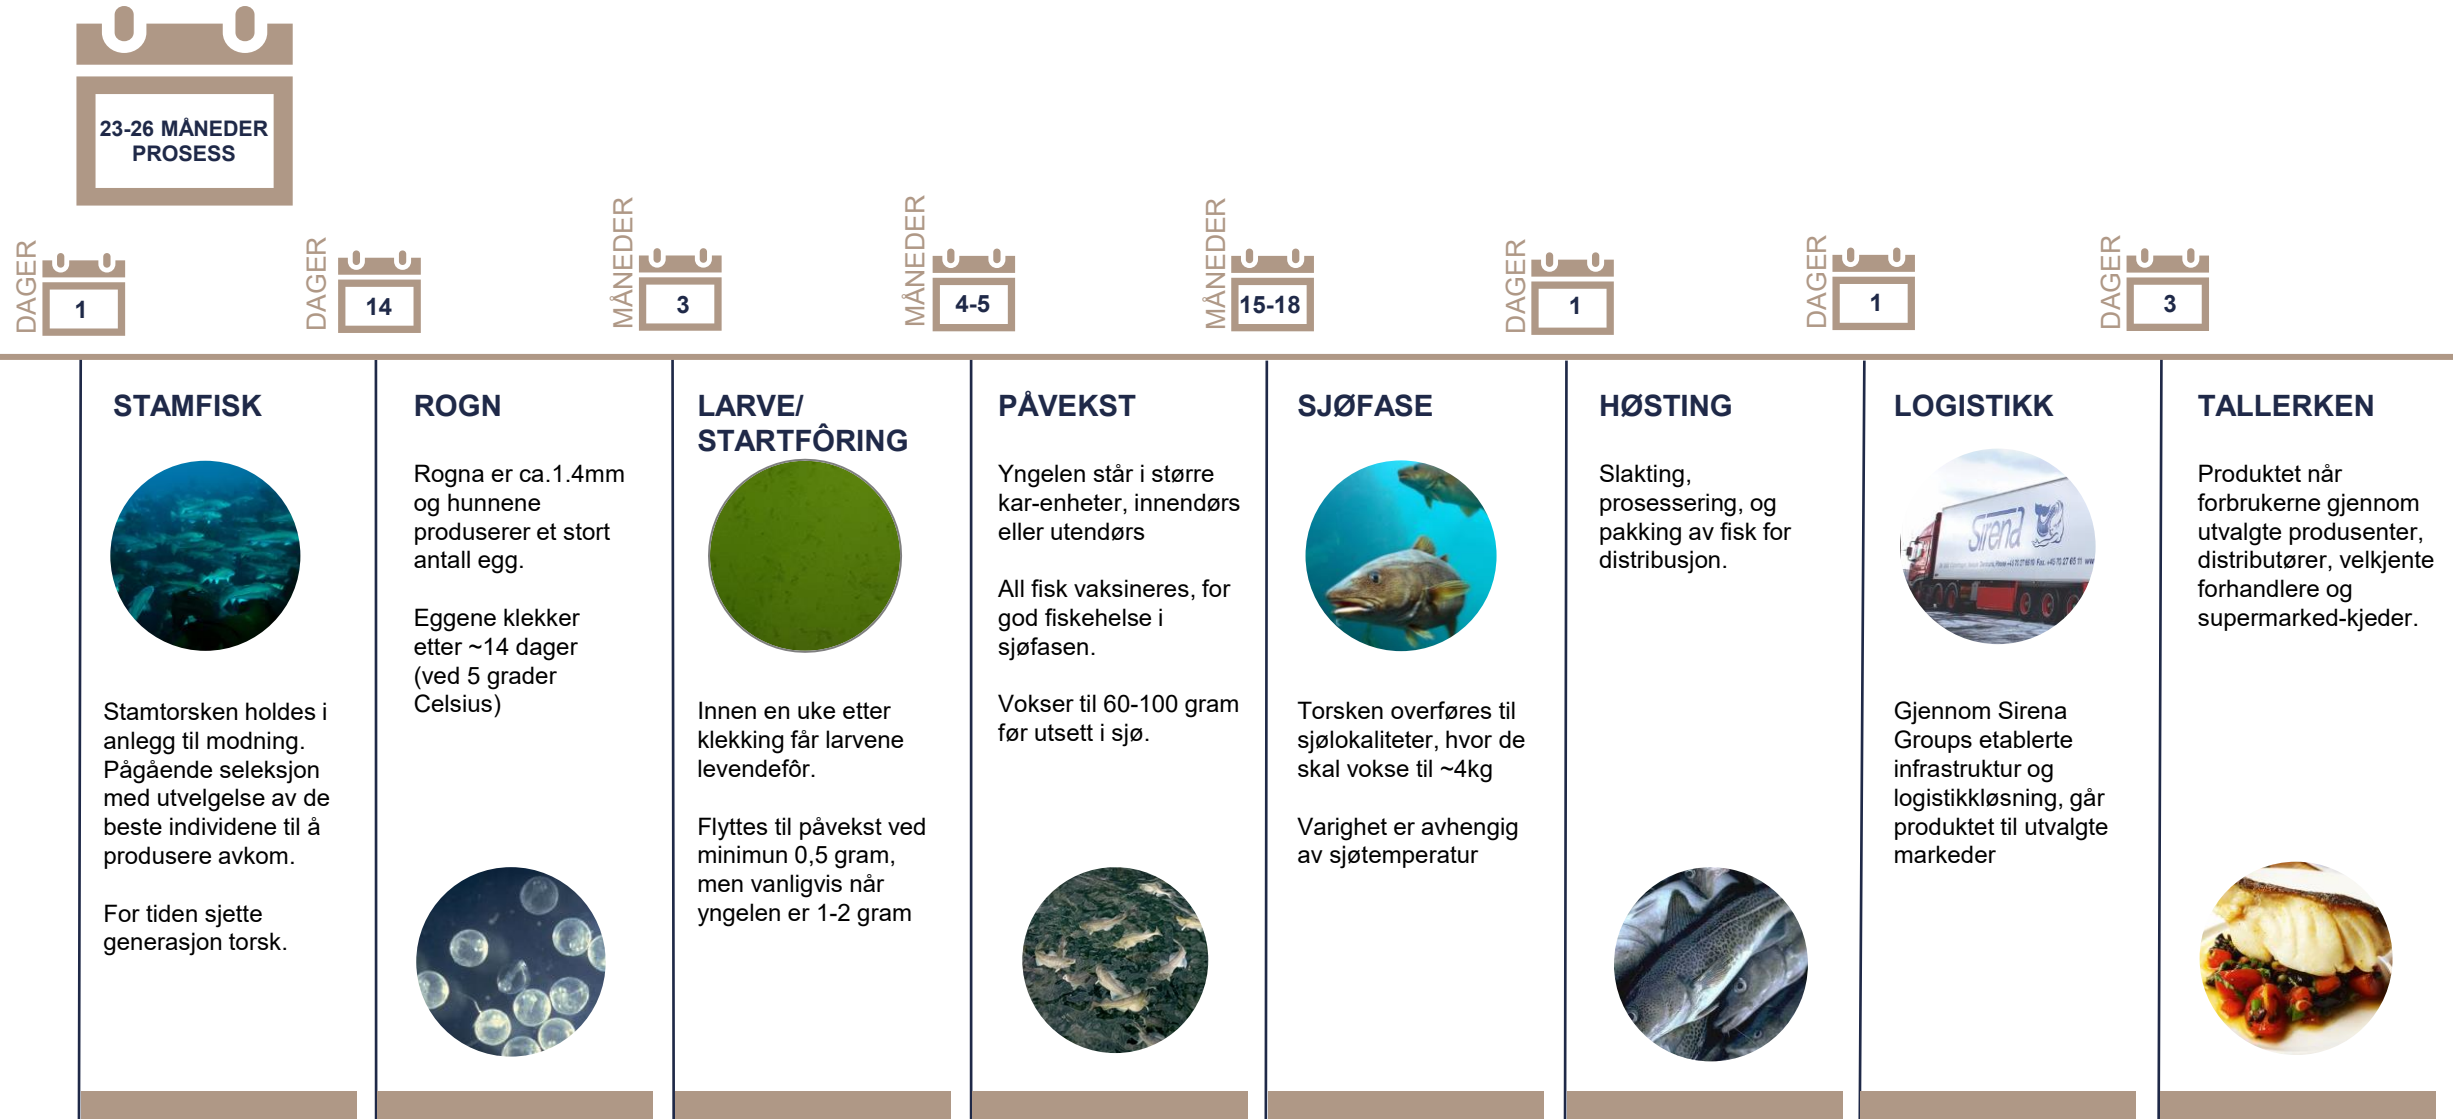 23-26 MÅNEDER
PROSESS
DAGER
1
DAGER
14
MÅNEDER
3
MÅNEDER
4-5
MÅNEDER
15-18
DAGER
1
DAGER
1
DAGER
3
STAMFISK
Stamtorsken holdes i
anlegg til modning.
Pågående seleksjon
med utvelgelse av de
beste individene til å
produsere avkom.
For tiden sjette
generasjon torsk.
ROGN
Rogna er ca.1.4mm
og hunnene
produserer et stort
antall egg.
Eggene klekker
etter ~14 dager
(ved 5 grader
Celsius)
LARVE/
STARTFÔRING
Innen en uke etter
klekking får larvene
levendefôr.
Flyttes til påvekst ved
minimun 0,5 gram,
men vanligvis når
yngelen er 1-2 gram
PÅVEKST
Yngelen står i større
kar-enheter, innendørs
eller utendørs
All fisk vaksineres, for
god fiskehelse i
sjøfasen.
Vokser til 60-100 gram
før utsett i sjø.
SJØFASE
Torsken overføres til
sjølokaliteter, hvor de
skal vokse til ~4kg
Varighet er avhengig
av sjøtemperatur
HØSTING
Slakting,
prosessering, og
pakking av fisk for
distribusjon.
LOGISTIKK
Sirena
Gjennom Sirena
Groups etablerte
infrastruktur og
logistikkløsning, går
produktet til utvalgte
markeder
TALLERKEN
Produktet når
forbrukerne gjennom
utvalgte produsenter,
distributører, velkjente
forhandlere og
supermarked-kjeder.